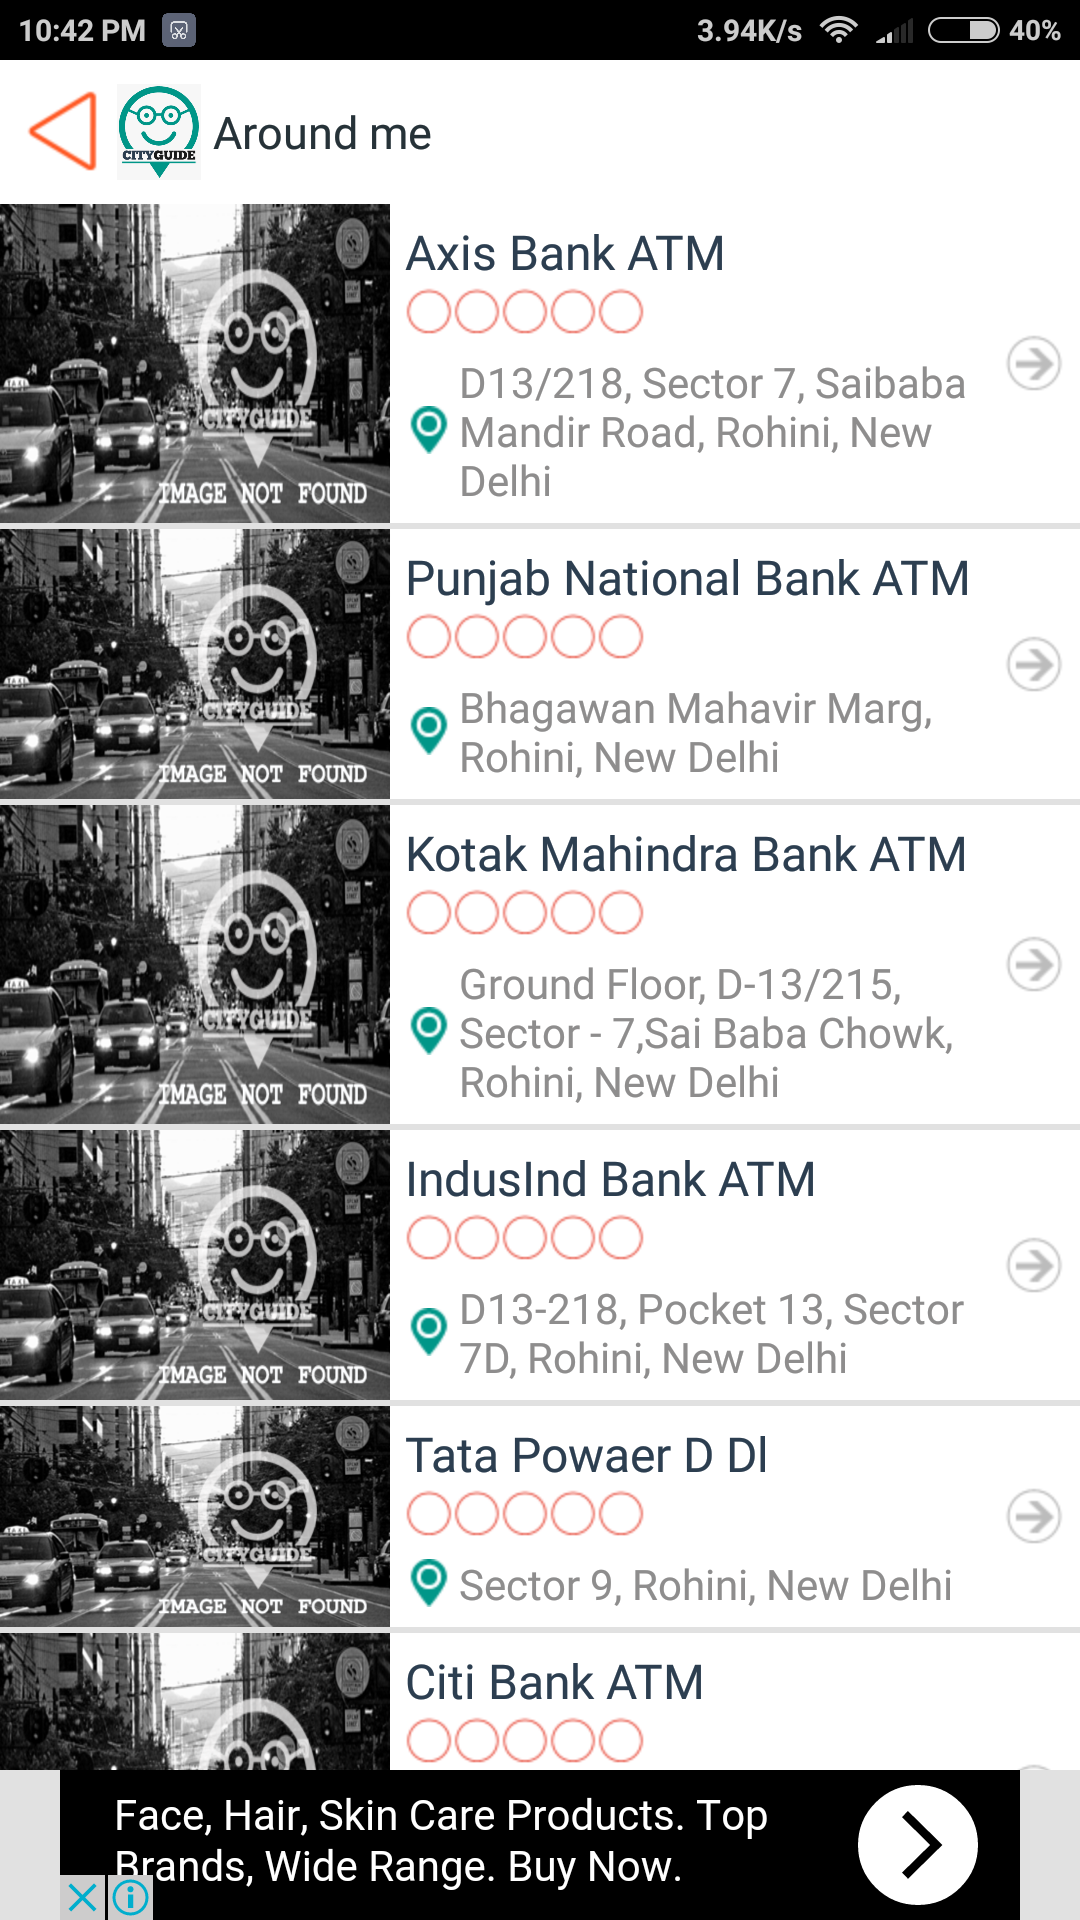 10:42 PM
3.94K/s
40%
CITYGUIDE
Around me
Axis Bank ATM
D13/218, Sector 7, Saibaba
Mandir Road, Rohini, New
Delhi
CITYGUIDE
IMAGE NOT FOUND
Punjab National Bank ATM
Bhagawan Mahavir Marg,
Rohini, New Delhi
CITYGUIDE
IMAGE NOT FOUND
Kotak Mahindra Bank ATM
Ground Floor, D-13/215,
Sector - 7,Sai Baba Chowk,
Rohini, New Delhi
CITYGUIDE
IMAGE NOT FOUND
IndusInd Bank ATM
D13-218, Pocket 13, Sector
7D, Rohini, New Delhi
CITYGUIDE
IMAGE NOT FOUND
Tata Powaer D Dl
Sector 9, Rohini, New Delhi
CITYGUIDE
IMAGE NOT FOUND
Citi Bank ATM
Face, Hair, Skin Care Products. Top
Brands, Wide Range. Buy Now.